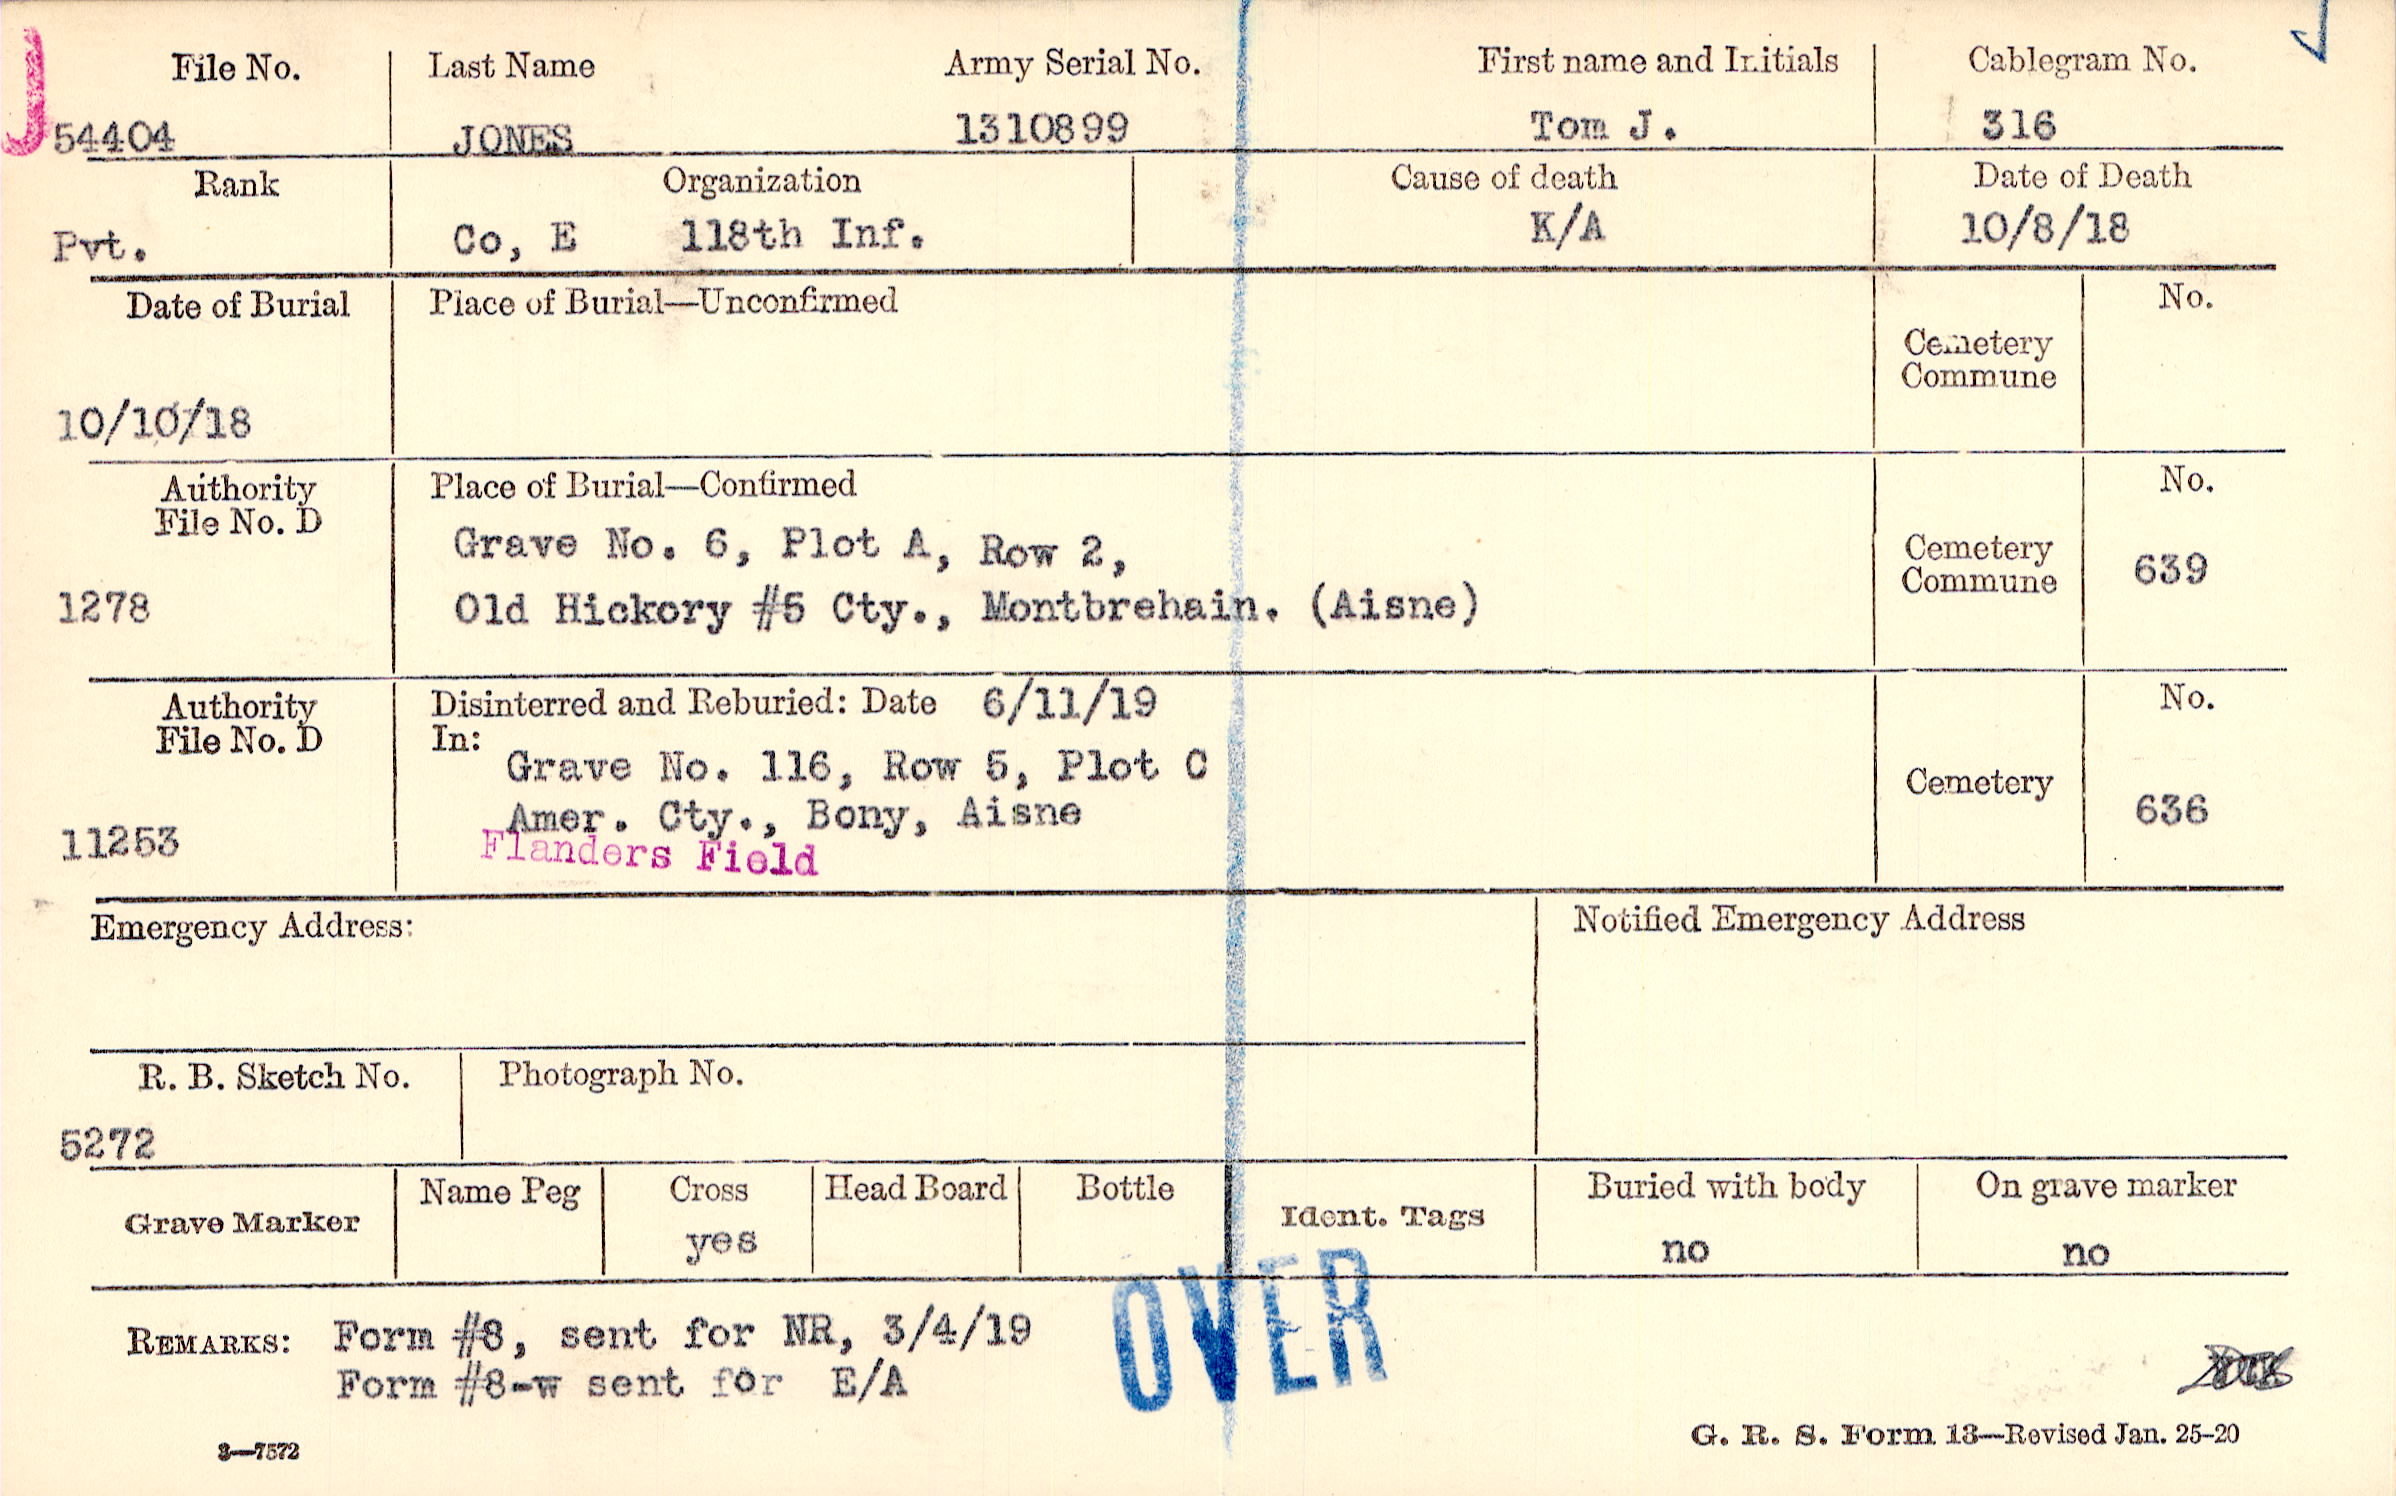 J
File No. Last Name Army Serial No. First name and Initials Cablegram No.
54404 JONES 1310899 Tom J. 316
Rank Organization Cause of death Date of Death
Pvt. Co, E 118th Inf. K/A 10/8/18
Date of Burial Place of Burial—Unconfirmed No.
Cemetery
Commune
10/10/18
Authority Place of Burial—Confirmed No.
File No. D
Grave No. 6, Plot A, Row 2,
Cemetery
Commune 639
1278 Old Hickory #5 Cty., Montbrehain. (Aisne)
Authority Disinterred and Reburied: Date 6/11/19 No.
File No. D In:
Grave No. 116, Row 5, Plot C
Cemetery
11253 Amer. Cty., Bony, Aisne 636
Flanders Field
Emergency Address: Notified Emergency Address
R. B. Sketch No. Photograph No.
5272
Grave Marker Name Peg Cross Head Board Bottle Ident. Tags Buried with body On grave marker
yes no no
OVER
REMARKS: Form #8, sent for NR, 3/4/19
Form #8-w sent for E/A
3—7572 G. R. S. Form 13—Revised Jan. 25-20